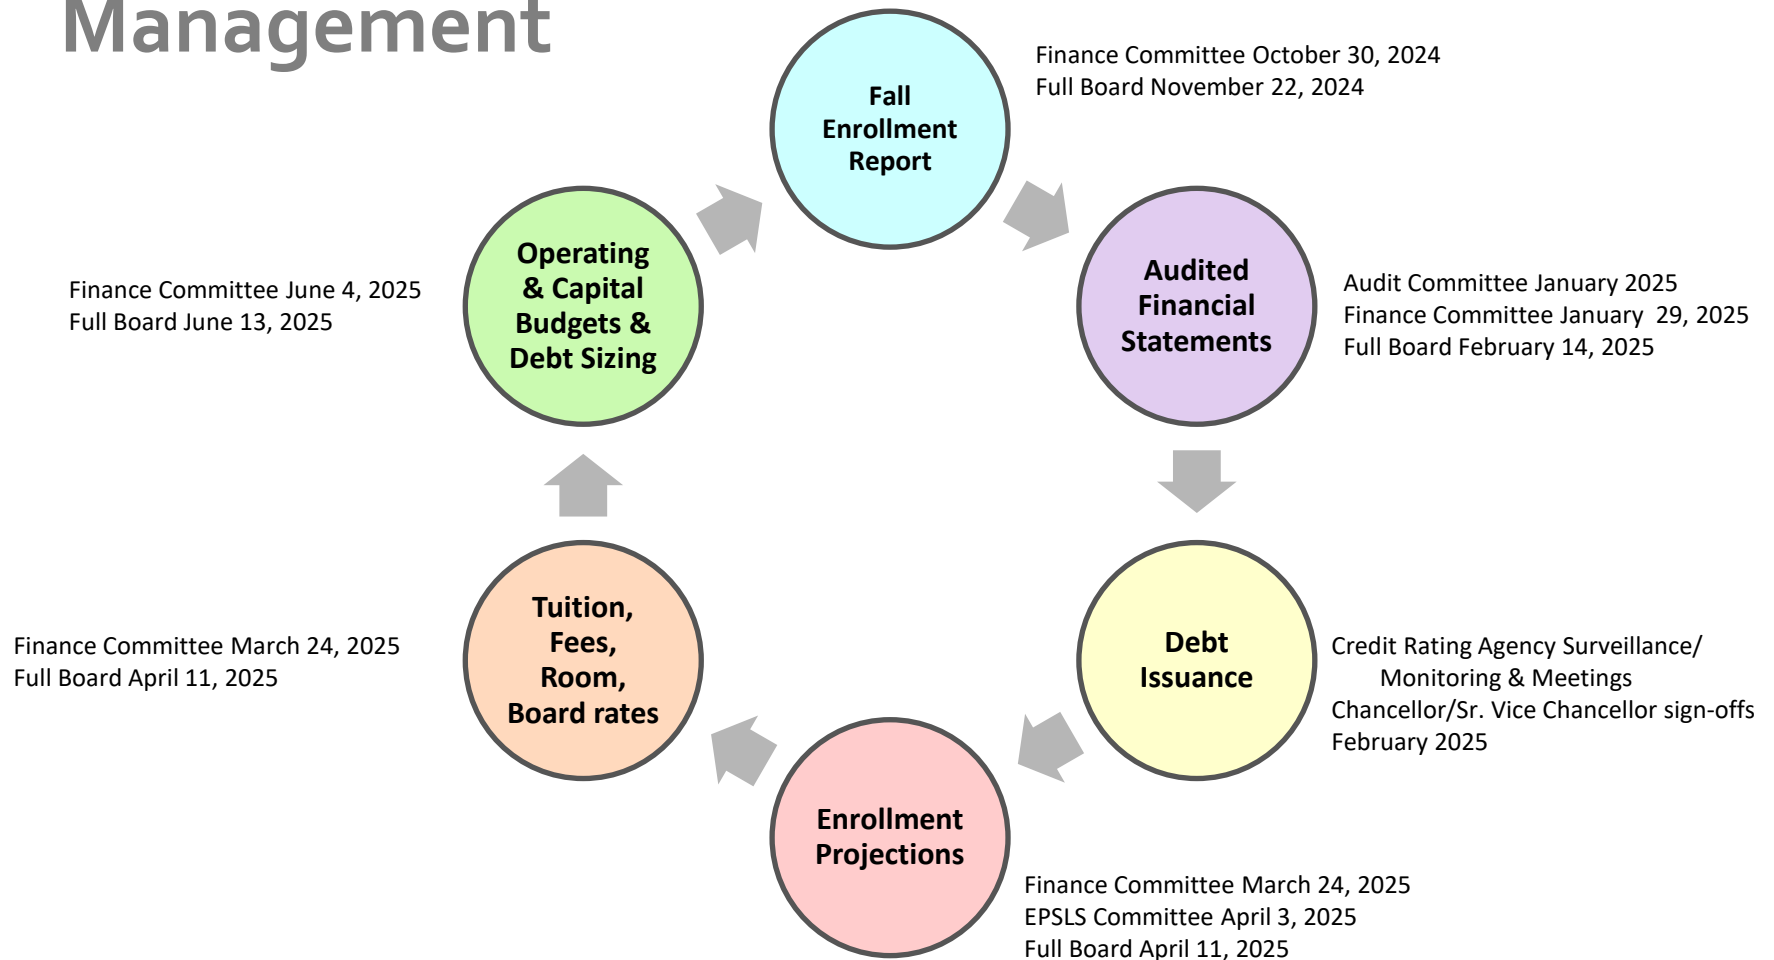 Management
Fall
Enrollment
Report
Finance Committee October 30, 2024
Full Board November 22, 2024
Audited
Financial
Statements
Audit Committee January 2025
Finance Committee January  29, 2025
Full Board February 14, 2025
Debt
Issuance
Credit Rating Agency Surveillance/
Monitoring & Meetings
Chancellor/Sr. Vice Chancellor sign-offs
February 2025
Enrollment
Projections
Finance Committee March 24, 2025
EPSLS Committee April 3, 2025
Full Board April 11, 2025
Tuition,
Fees,
Room,
Board rates
Finance Committee March 24, 2025
Full Board April 11, 2025
Operating
& Capital
Budgets &
Debt Sizing
Finance Committee June 4, 2025
Full Board June 13, 2025